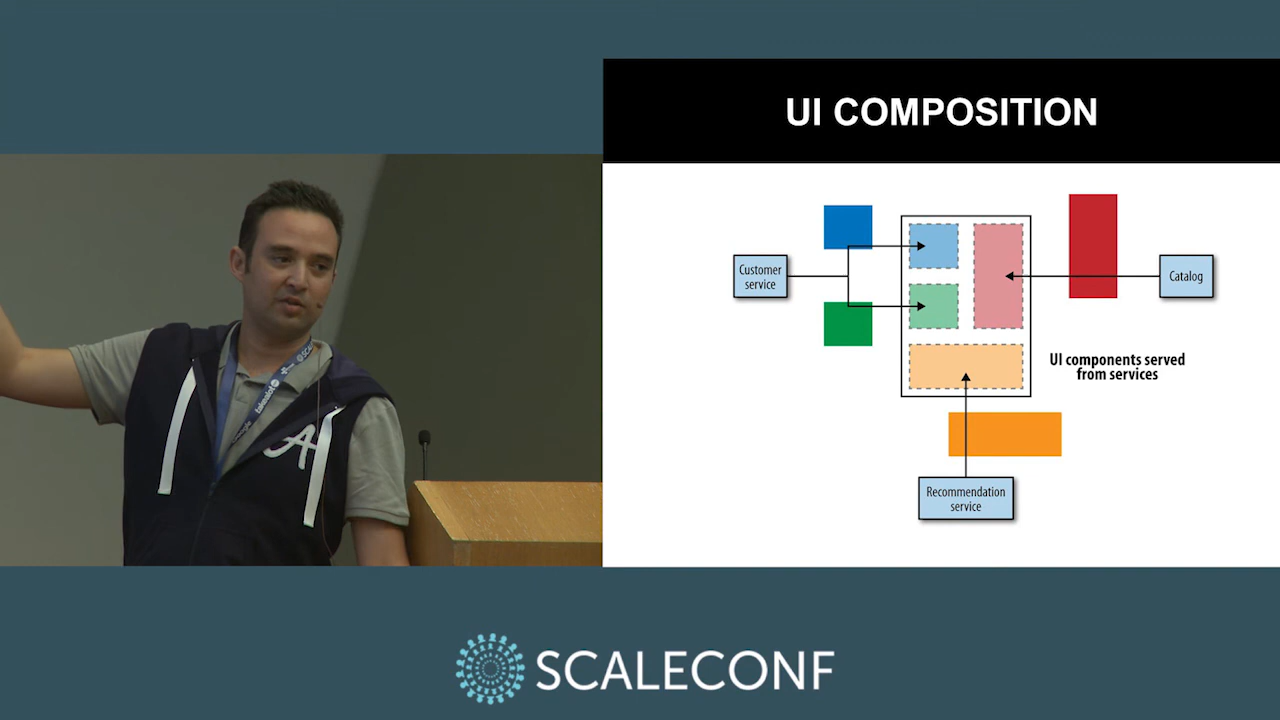 UI COMPOSITION
Customer
service
Catalog
UI components served
from services
Recommendation
service
SCALECONF